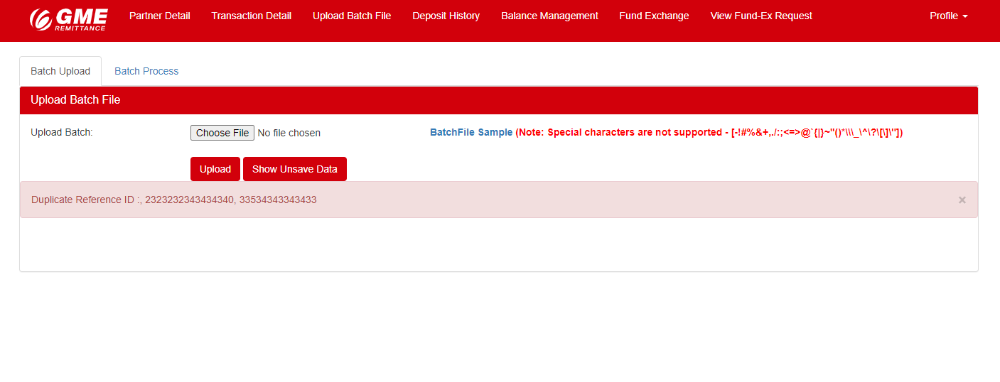 GME
REMITTANCE
Partner Detail Transaction Detail Upload Batch File Deposit History Balance Management Fund Exchange View Fund-Ex Request Profile
Batch Upload Batch Process
Upload Batch File
Upload Batch: Choose File No file chosen BatchFile Sample (Note: Special characters are not supported - [-!#%&+,./:;<=>@`{|}~"()*\\\_\^\?\[\]\"])
Upload Show Unsave Data
Duplicate Reference ID :, 2323232343434340, 33534343343433 ×